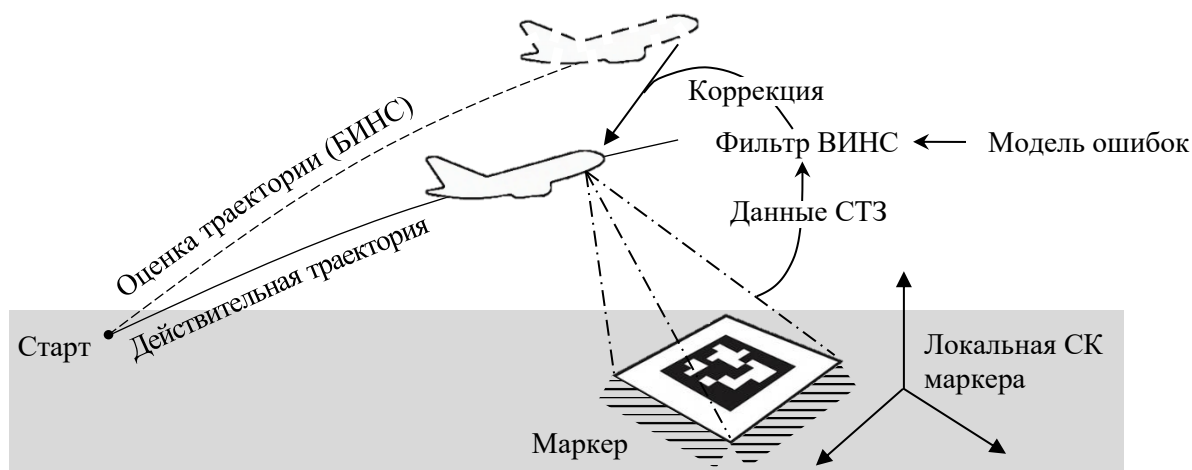 Коррекция
Оценка траектории (БИНС)
Фильтр ВИНС
Модель ошибок
Данные СТЗ
Действительная траектория
Старт
Локальная СК
маркера
Маркер